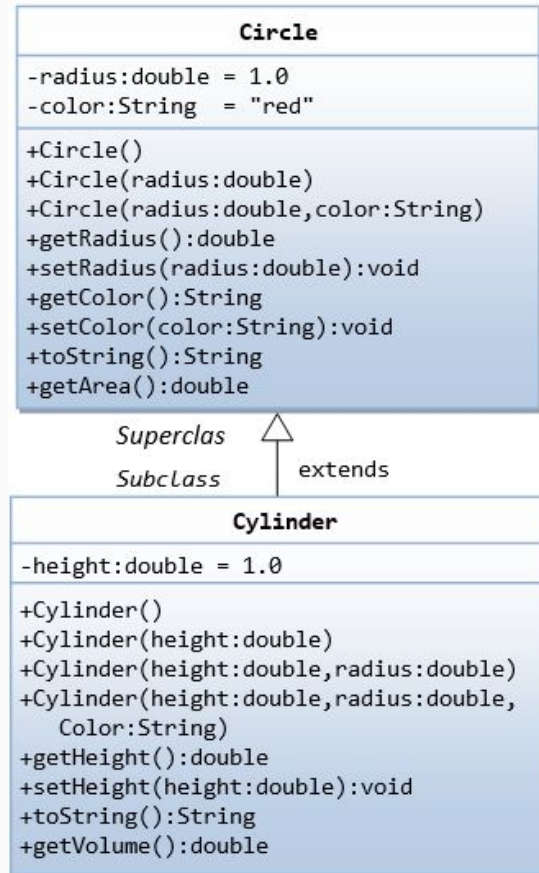 Circle
-radius:double = 1.0
-color:String = "red"
+Circle()
+Circle(radius:double)
+Circle(radius:double,color:String)
+getRadius():double
+setRadius(radius:double):void
+getColor():String
+setColor(color:String):void
+toString():String
+getArea():double
Superclas
Subclass
extends
Cylinder
-height:double = 1.0
+Cylinder()
+Cylinder(height:double)
+Cylinder(height:double,radius:double)
+Cylinder(height:double,radius:double,
Color:String)
+getHeight():double
+setHeight(height:double):void
+toString():String
+getVolume():double